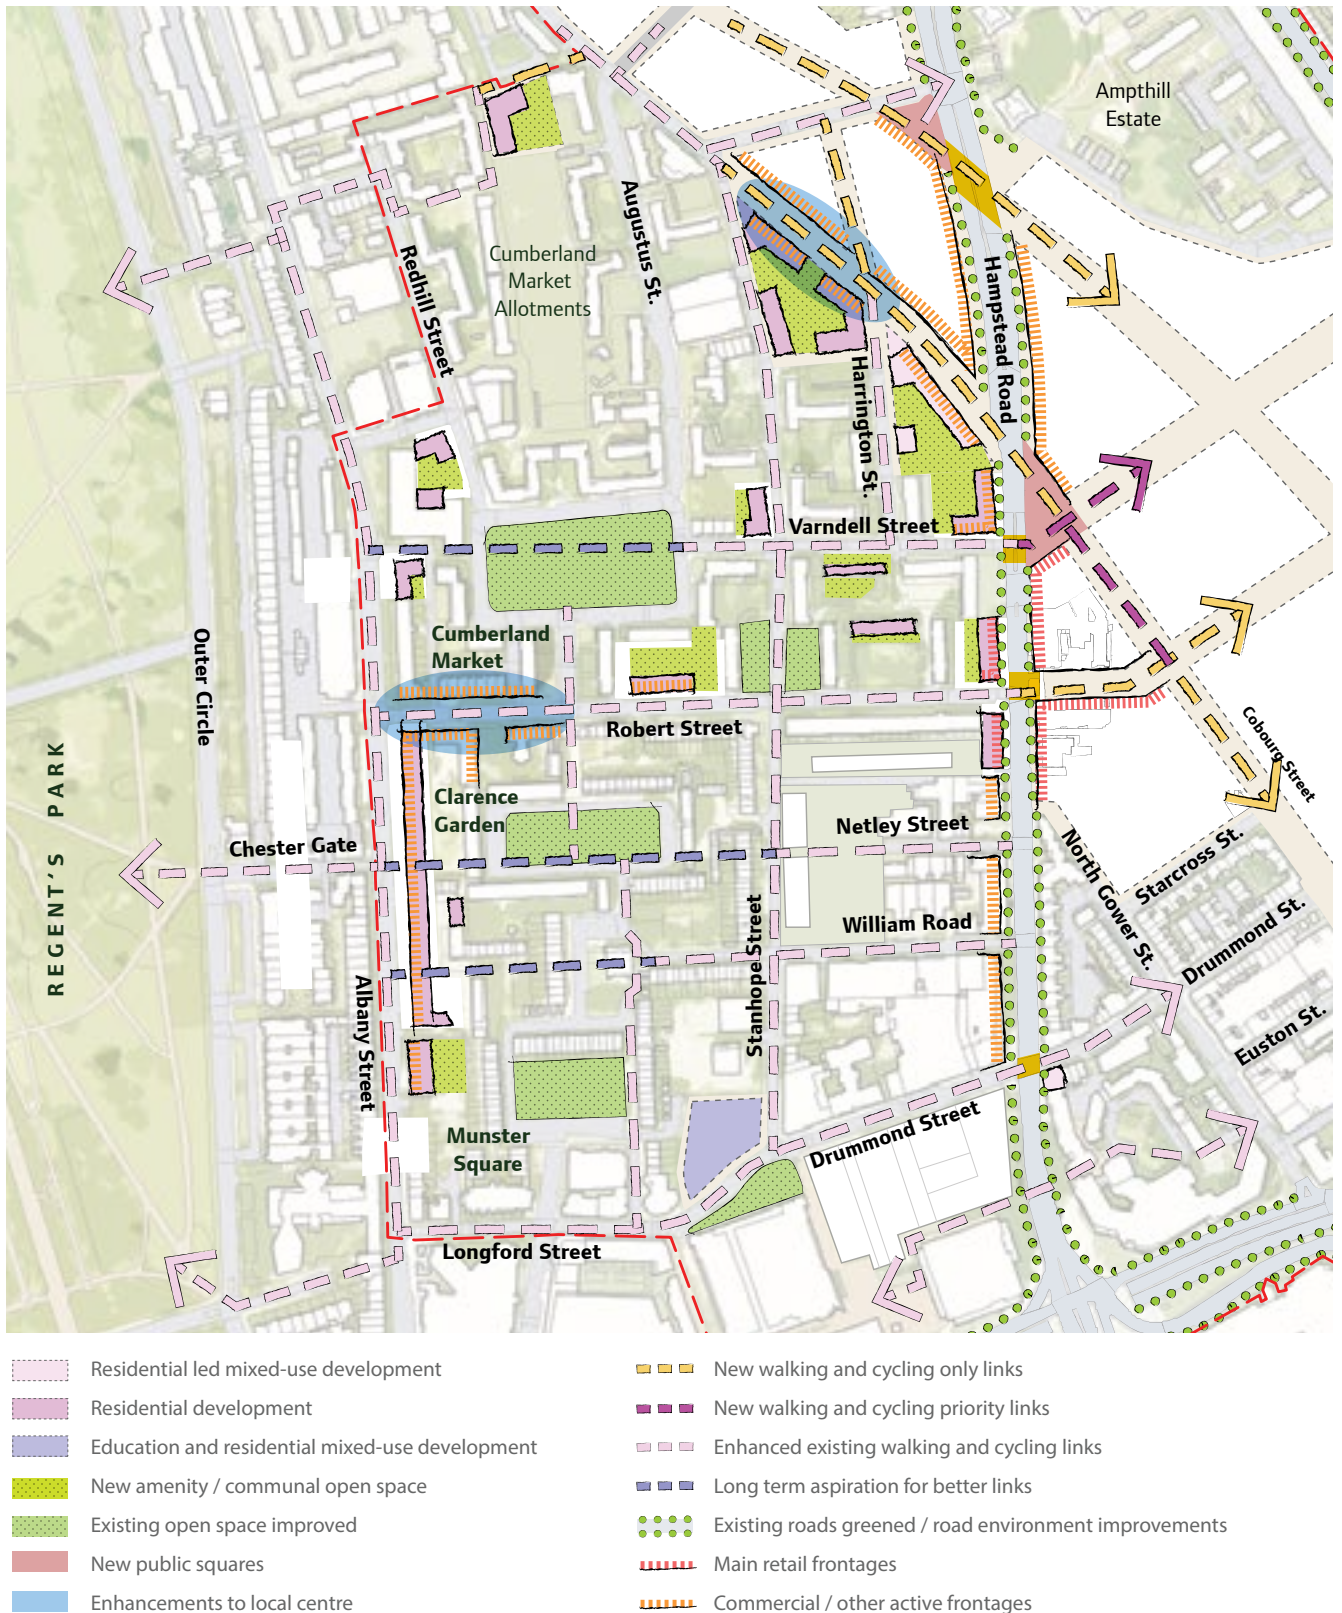 Ampthill
Estate
Augustus St.
Cumberland
Market
Allotments
Redhill Street
Hampstead Road
Harrington St.
Varndell Street
Outer Circle
Cumberland
Market
Robert Street
Cobourg Street
REGENT'S PARK
Clarence
Garden
Chester Gate
Netley Street
North Gower St.
Starcross St.
Drummond St.
William Road
Stanhope Street
Albany Street
Euston St.
Munster
Square
Drummond Street
Longford Street
Residential led mixed-use development
Residential development
Education and residential mixed-use development
New amenity / communal open space
Existing open space improved
New public squares
Enhancements to local centre
New walking and cycling only links
New walking and cycling priority links
Enhanced existing walking and cycling links
Long term aspiration for better links
Existing roads greened / road environment improvements
Main retail frontages
Commercial / other active frontages